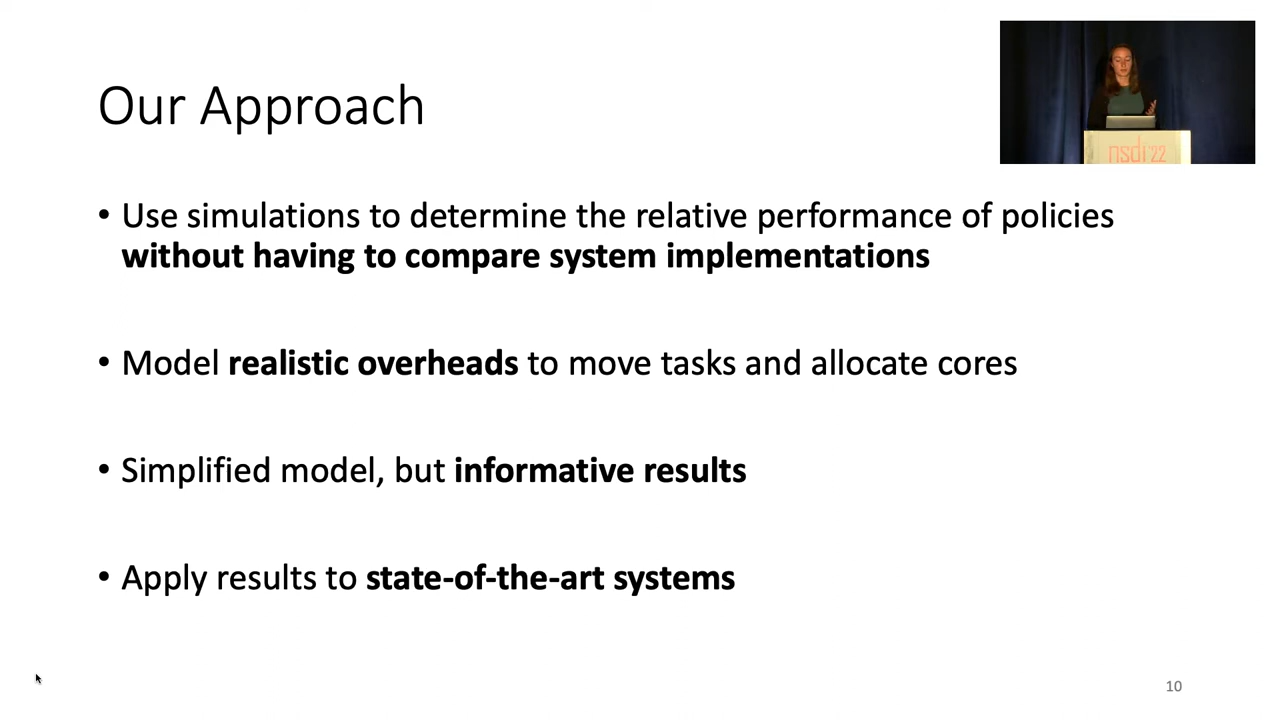 Our Approach
nsdi'22
• Use simulations to determine the relative performance of policies
without having to compare system implementations
• Model realistic overheads to move tasks and allocate cores
• Simplified model, but informative results
• Apply results to state-of-the-art systems
10